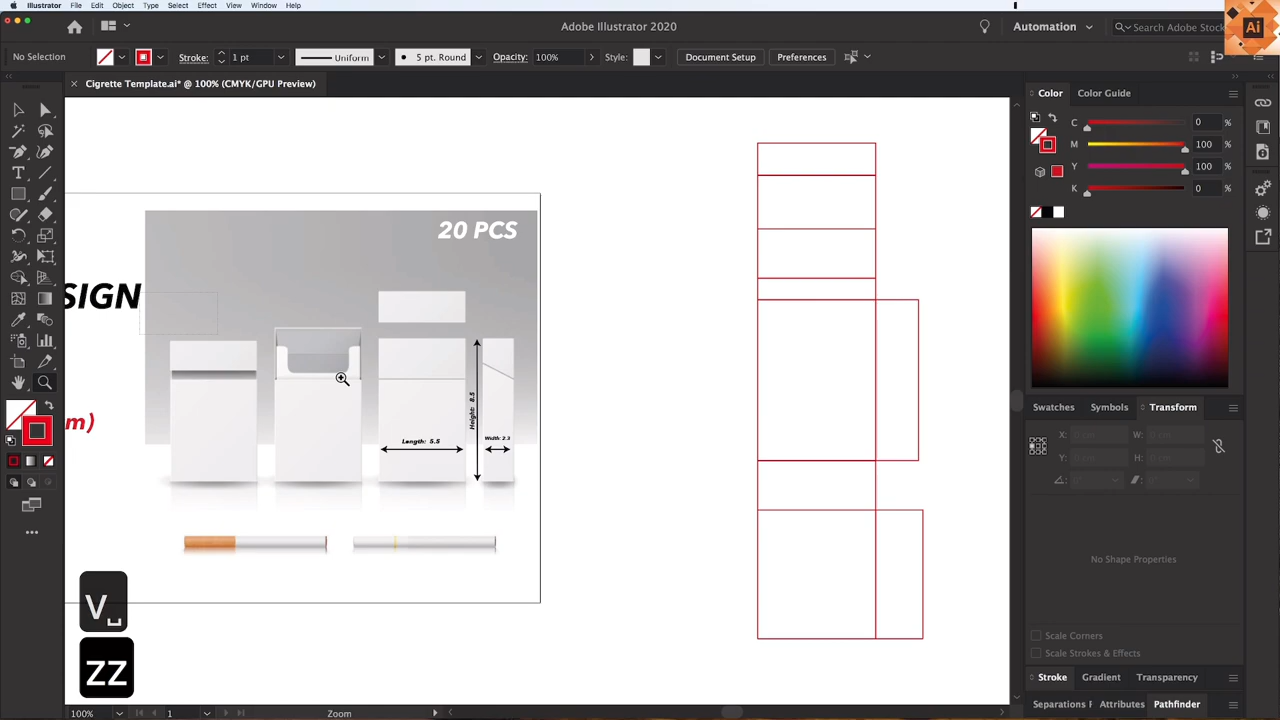 Illustrator File Edit Object Type Select Effect View Window Help
Adobe Illustrator 2020
Automation
Search Adobe Stock
Ai
No Selection
Stroke:
1 pt
Uniform
5 pt. Round
Opacity:
100%
Style:
Document Setup
Preferences
Cigrette Template.ai* @ 100% (CMYK/GPU Preview)
Color
Color Guide
C
0
%
M
100
%
Y
100
%
K
0
%
20 PCS
SIGN
m)
Height: 8.5
Length: 5.5
Width: 2.3
Swatches
Symbols
Transform
X:
W:
Y:
H:
No Shape Properties
Scale Corners
Scale Strokes & Effects
Stroke
Gradient
Transparency
Separations
Attributes
Pathfinder
V
ZZ
100%
1
Zoom